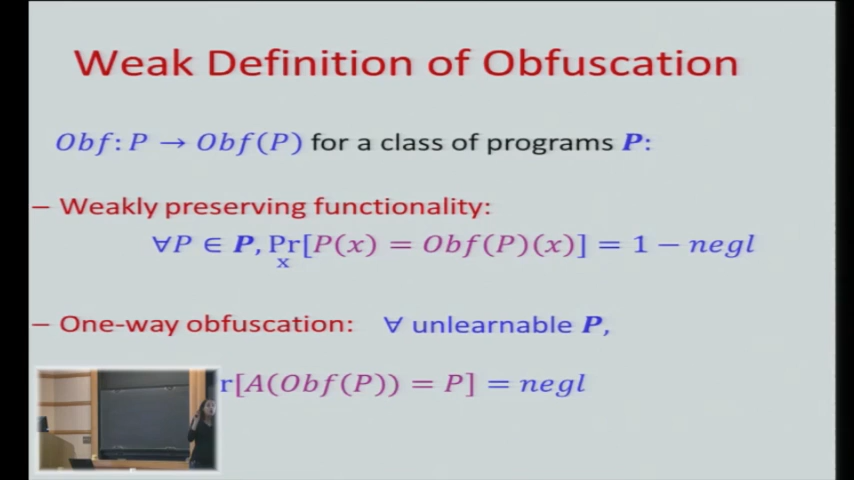 Weak Definition of Obfuscation
Obf: P → Obf(P) for a class of programs P:
– Weakly preserving functionality:
∀P ∈ P, Pr[P(x) = Obf(P)(x)] = 1 − negl
x
– One-way obfuscation: ∀ unlearnable P,
r[A(Obf(P)) = P] = negl